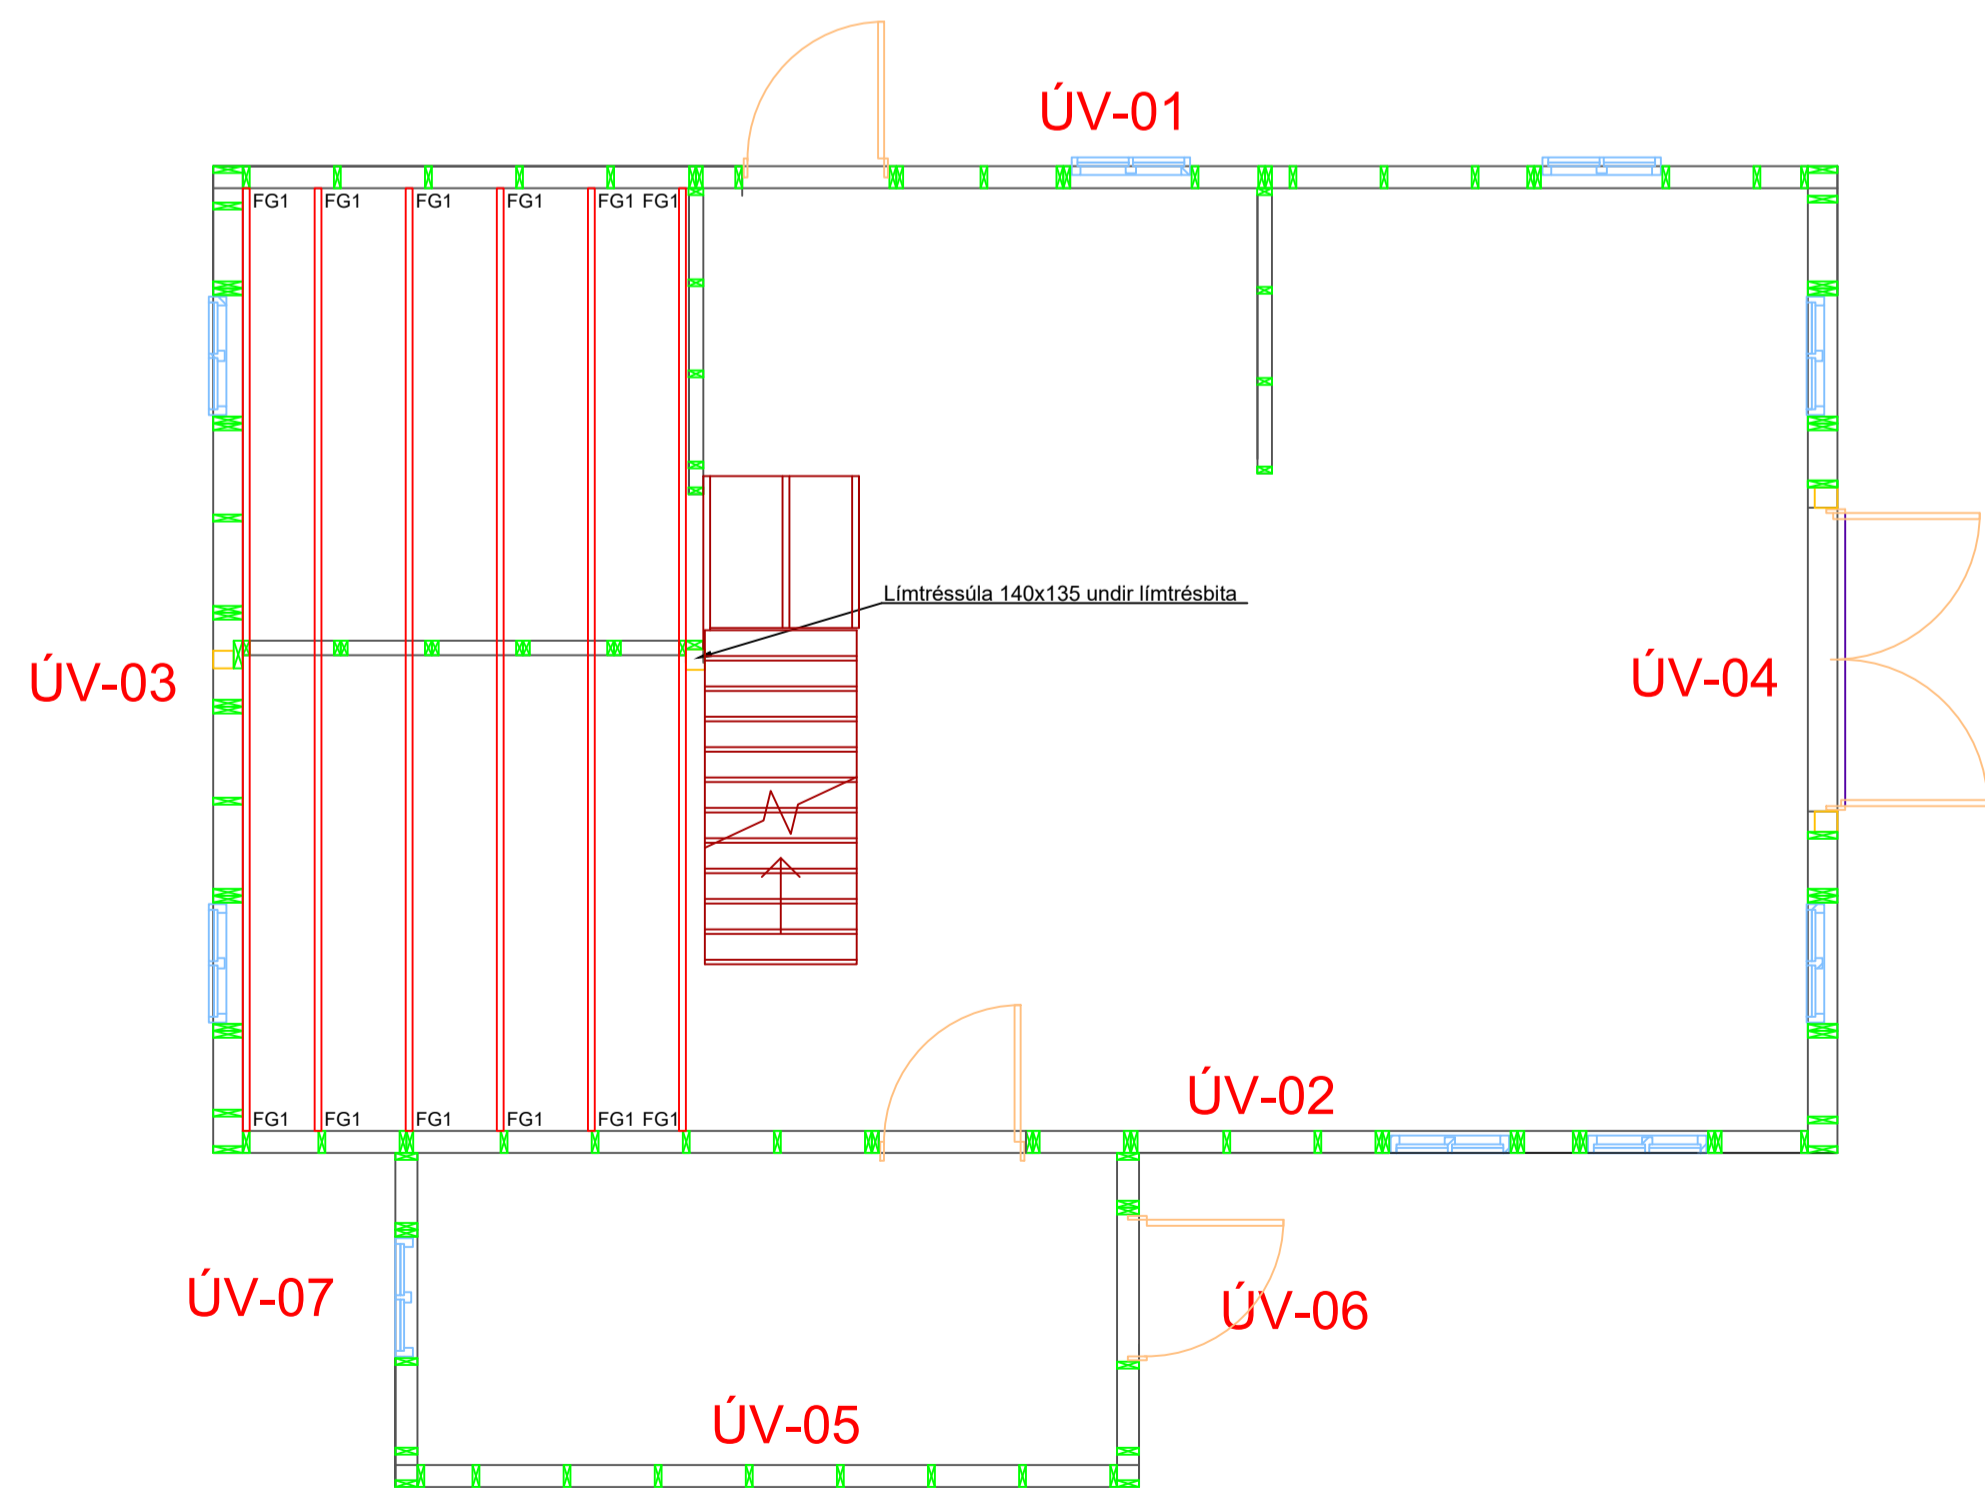 ÚV-01
FG1 FG1 FG1 FG1 FG1 FG1
Límtréssúla 140x135 undir límtrésbita
ÚV-03
ÚV-04
ÚV-02
FG1 FG1 FG1 FG1 FG1 FG1
ÚV-07
ÚV-06
ÚV-05